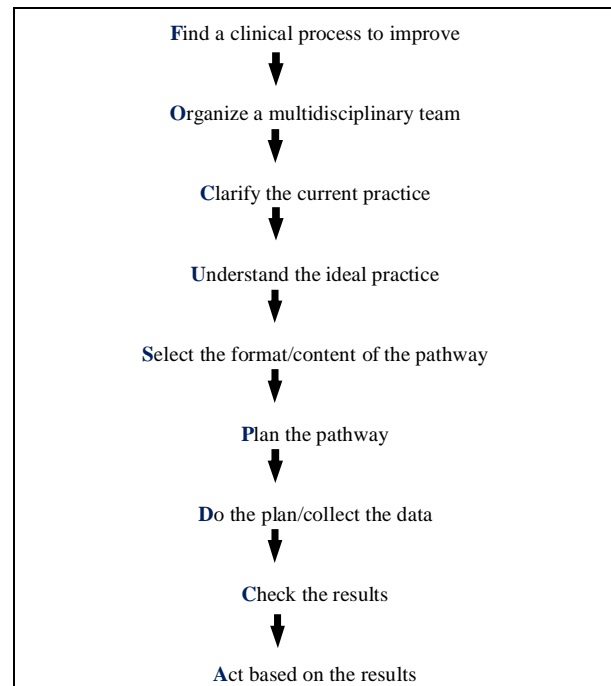 Find a clinical process to improve
Organize a multidisciplinary team
Clarify the current practice
Understand the ideal practice
Select the format/content of the pathway
Plan the pathway
Do the plan/collect the data
Check the results
Act based on the results